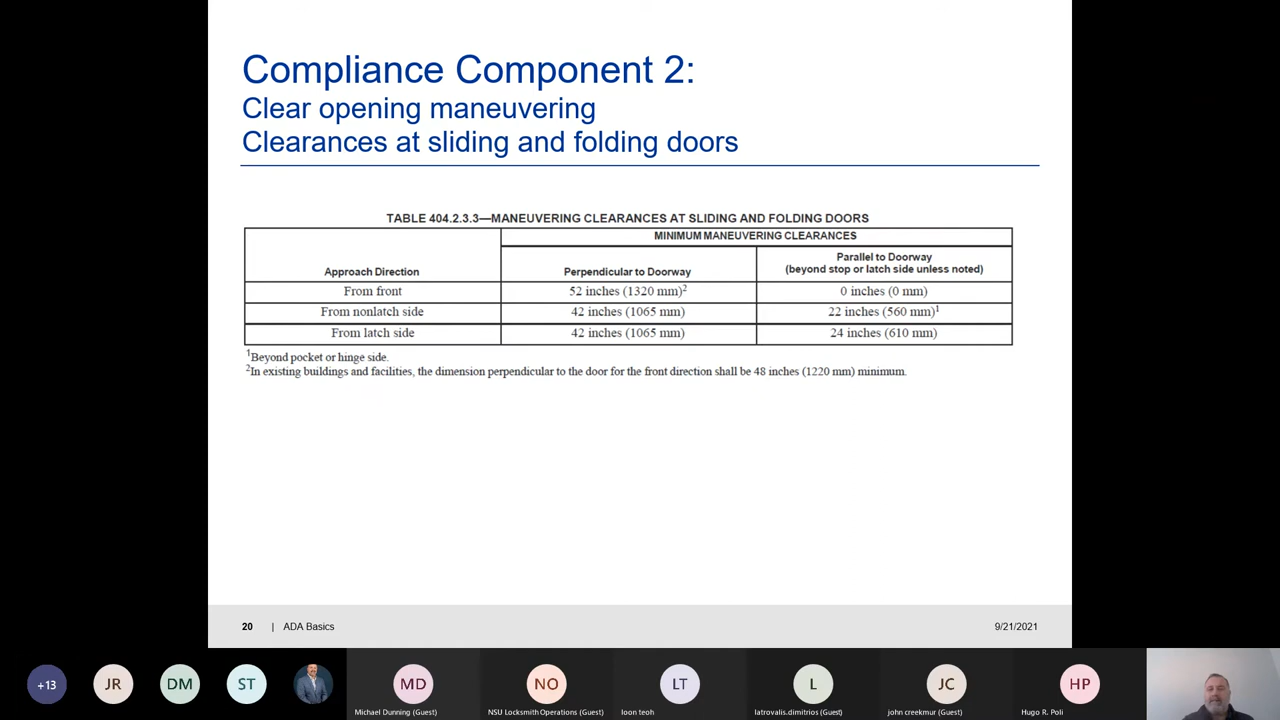 Compliance Component 2:
Clear opening maneuvering
Clearances at sliding and folding doors
TABLE 404.2.3.3—MANEUVERING CLEARANCES AT SLIDING AND FOLDING DOORS
MINIMUM MANEUVERING CLEARANCES
Approach Direction
Perpendicular to Doorway
Parallel to Doorway
(beyond stop or latch side unless noted)
From front
52 inches (1320 mm)²
0 inches (0 mm)
From nonlatch side
42 inches (1065 mm)
22 inches (560 mm)¹
From latch side
42 inches (1065 mm)
24 inches (610 mm)
¹Beyond pocket or hinge side.
²In existing buildings and facilities, the dimension perpendicular to the door for the front direction shall be 48 inches (1220 mm) minimum.
20 | ADA Basics
9/21/2021
+13
JR
DM
ST
MD
Michael Dunning (Guest)
NO
NSU Locksmith Operations (Guest)
LT
loon teoh
L
latrovalis.dimitrios (Guest)
JC
john creekmur (Guest)
HP
Hugo R. Poli